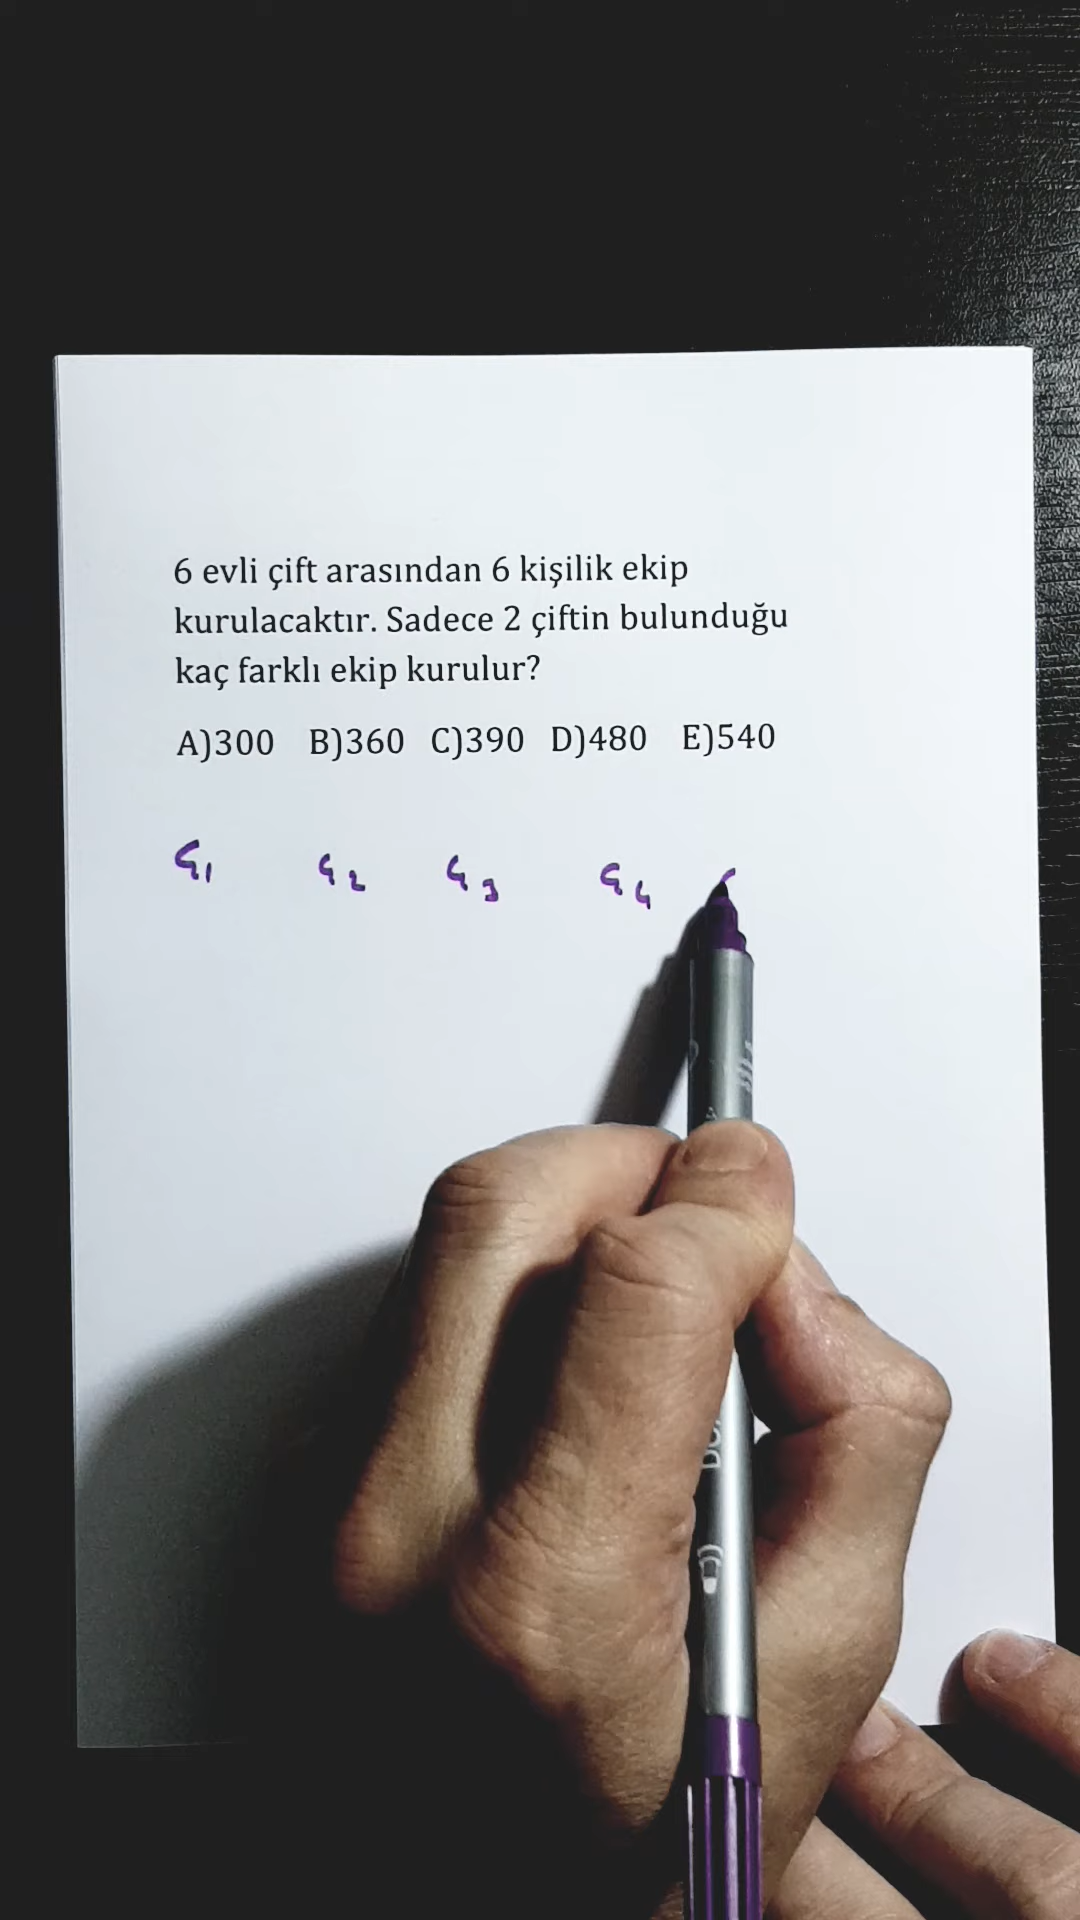 6 evli çift arasından 6 kişilik ekip
kurulacaktır. Sadece 2 çiftin bulunduğu
kaç farklı ekip kurulur?
A)300 B)360 C)390 D)480 E)540
Ç1 Ç2 Ç3 Ç4